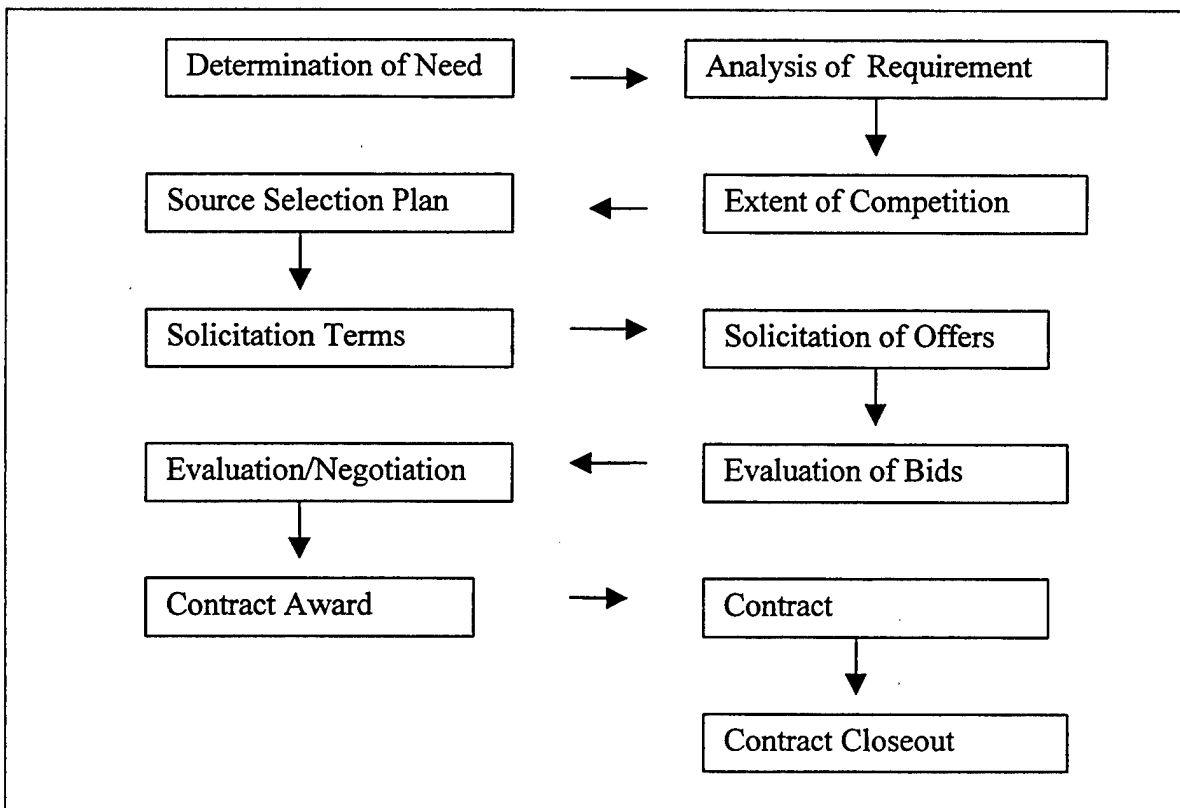 Determination of Need
Analysis of Requirement
Source Selection Plan
Extent of Competition
Solicitation Terms
Solicitation of Offers
Evaluation/Negotiation
Evaluation of Bids
Contract Award
Contract
Contract Closeout